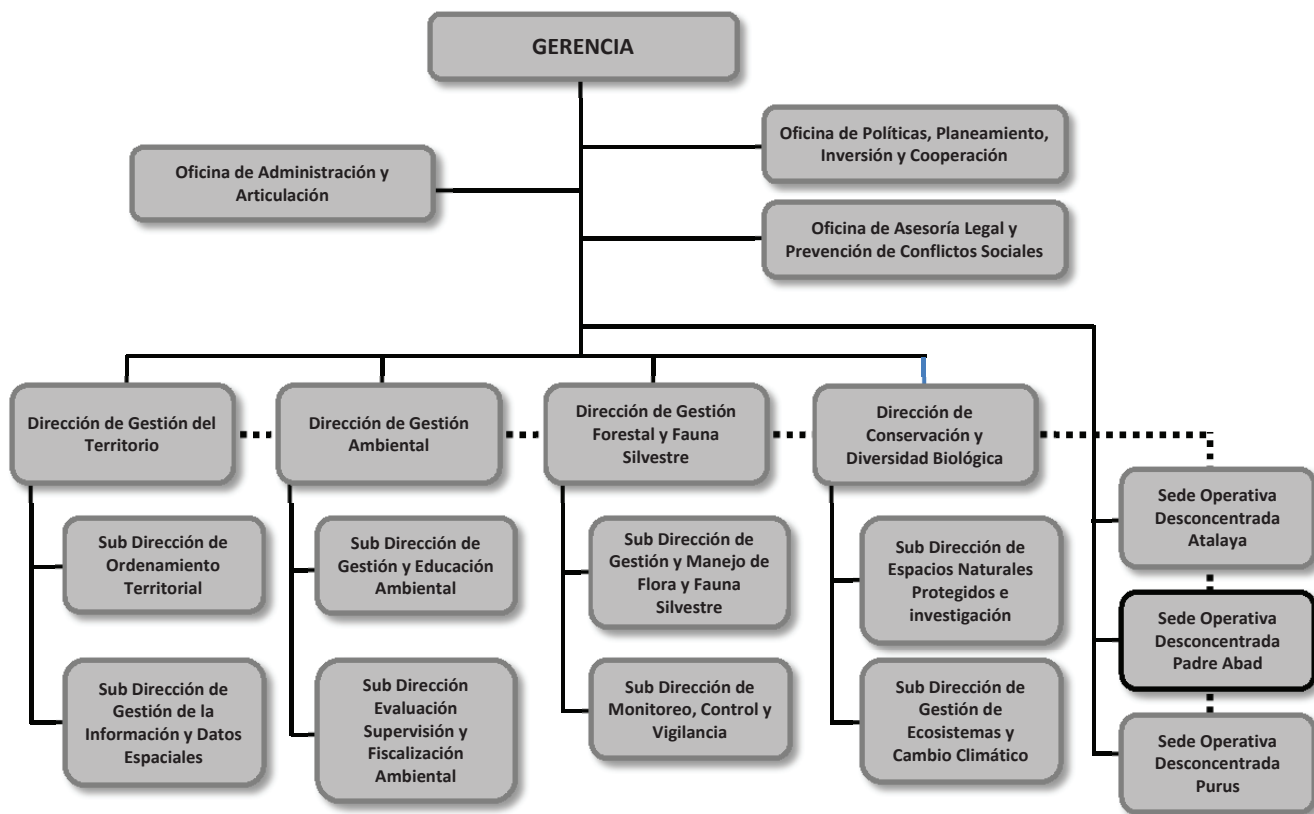 GERENCIA
Oficina de Políticas, Planeamiento,
Inversión y Cooperación
Oficina de Administración y
Articulación
Oficina de Asesoría Legal y
Prevención de Conflictos Sociales
Dirección de Gestión del
Territorio
Dirección de Gestión
Ambiental
Dirección de Gestión
Forestal y Fauna
Silvestre
Dirección de
Conservación y
Diversidad Biológica
Sub Dirección de
Ordenamiento
Territorial
Sub Dirección de
Gestión de la
Información y Datos
Espaciales
Sub Dirección de
Gestión y Educación
Ambiental
Sub Dirección
Evaluación
Supervisión y
Fiscalización
Ambiental
Sub Dirección de
Gestión y Manejo de
Flora y Fauna
Silvestre
Sub Dirección de
Monitoreo, Control y
Vigilancia
Sub Dirección de
Espacios Naturales
Protegidos e
investigación
Sub Dirección de
Gestión de
Ecosistemas y
Cambio Climático
Sede Operativa
Desconcentrada
Atalaya
Sede Operativa
Desconcentrada
Padre Abad
Sede Operativa
Desconcentrada
Purus